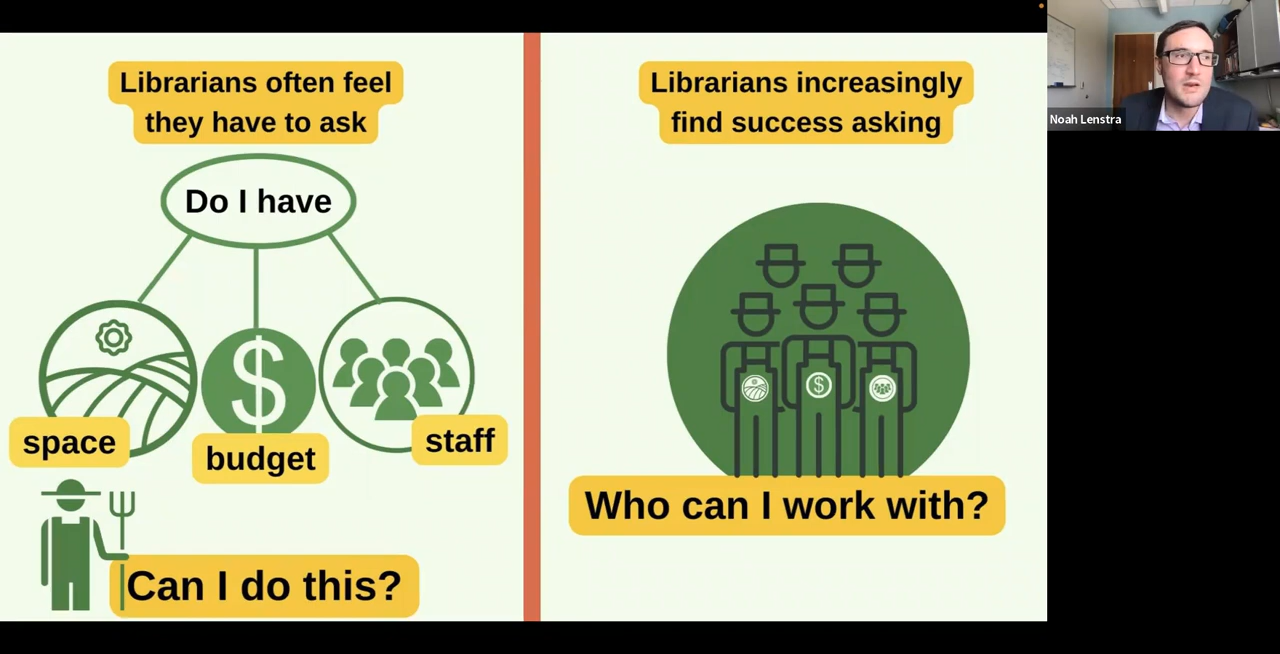 Librarians often feel
they have to ask
Do I have
space
budget
staff
Can I do this?
Librarians increasingly
find success asking
Who can I work with?
Noah Lenstra